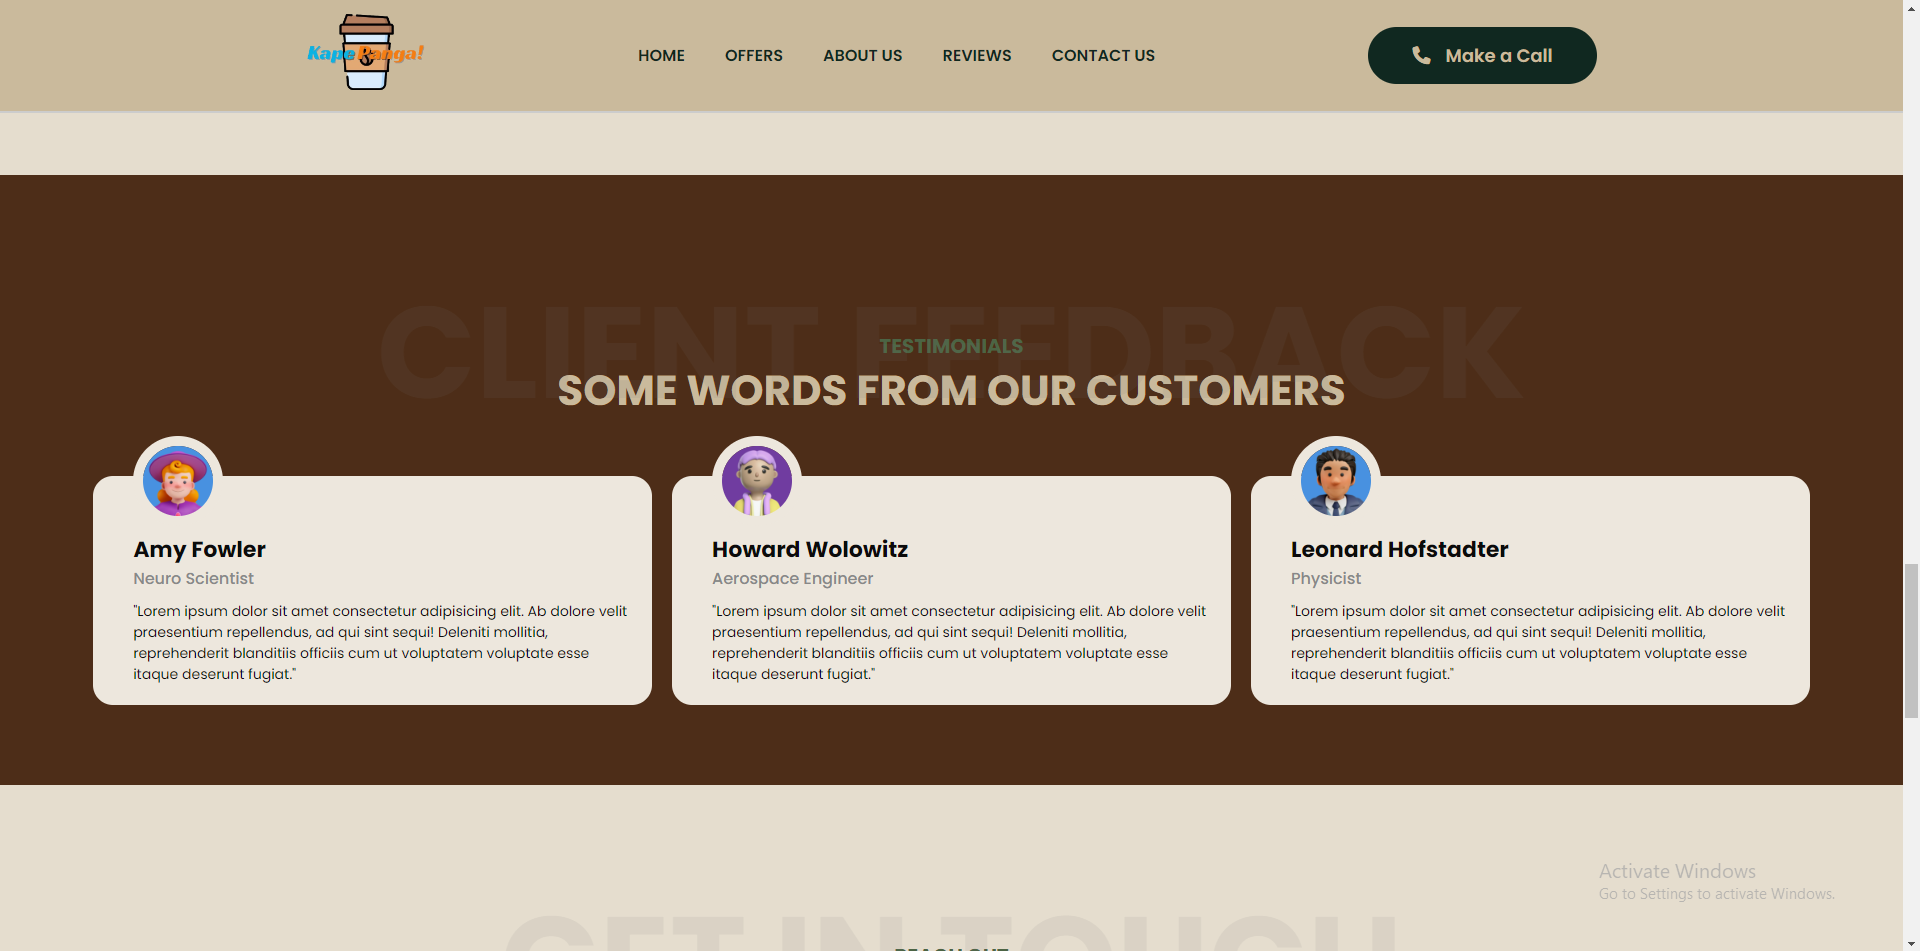 Kape Ranga!
HOME
OFFERS
ABOUT US
REVIEWS
CONTACT US
Make a Call
CLIENT FEEDBACK
TESTIMONIALS
SOME WORDS FROM OUR CUSTOMERS
Amy Fowler
Neuro Scientist
"Lorem ipsum dolor sit amet consectetur adipisicing elit. Ab dolore velit
praesentium repellendus, ad qui sint sequi! Deleniti mollitia,
reprehenderit blanditiis officiis cum ut voluptatem voluptate esse
itaque deserunt fugiat."
Howard Wolowitz
Aerospace Engineer
"Lorem ipsum dolor sit amet consectetur adipisicing elit. Ab dolore velit
praesentium repellendus, ad qui sint sequi! Deleniti mollitia,
reprehenderit blanditiis officiis cum ut voluptatem voluptate esse
itaque deserunt fugiat."
Leonard Hofstadter
Physicist
"Lorem ipsum dolor sit amet consectetur adipisicing elit. Ab dolore velit
praesentium repellendus, ad qui sint sequi! Deleniti mollitia,
reprehenderit blanditiis officiis cum ut voluptatem voluptate esse
itaque deserunt fugiat."
Activate Windows
Go to Settings to activate Windows.
GET IN TOUCH
REACH OUT